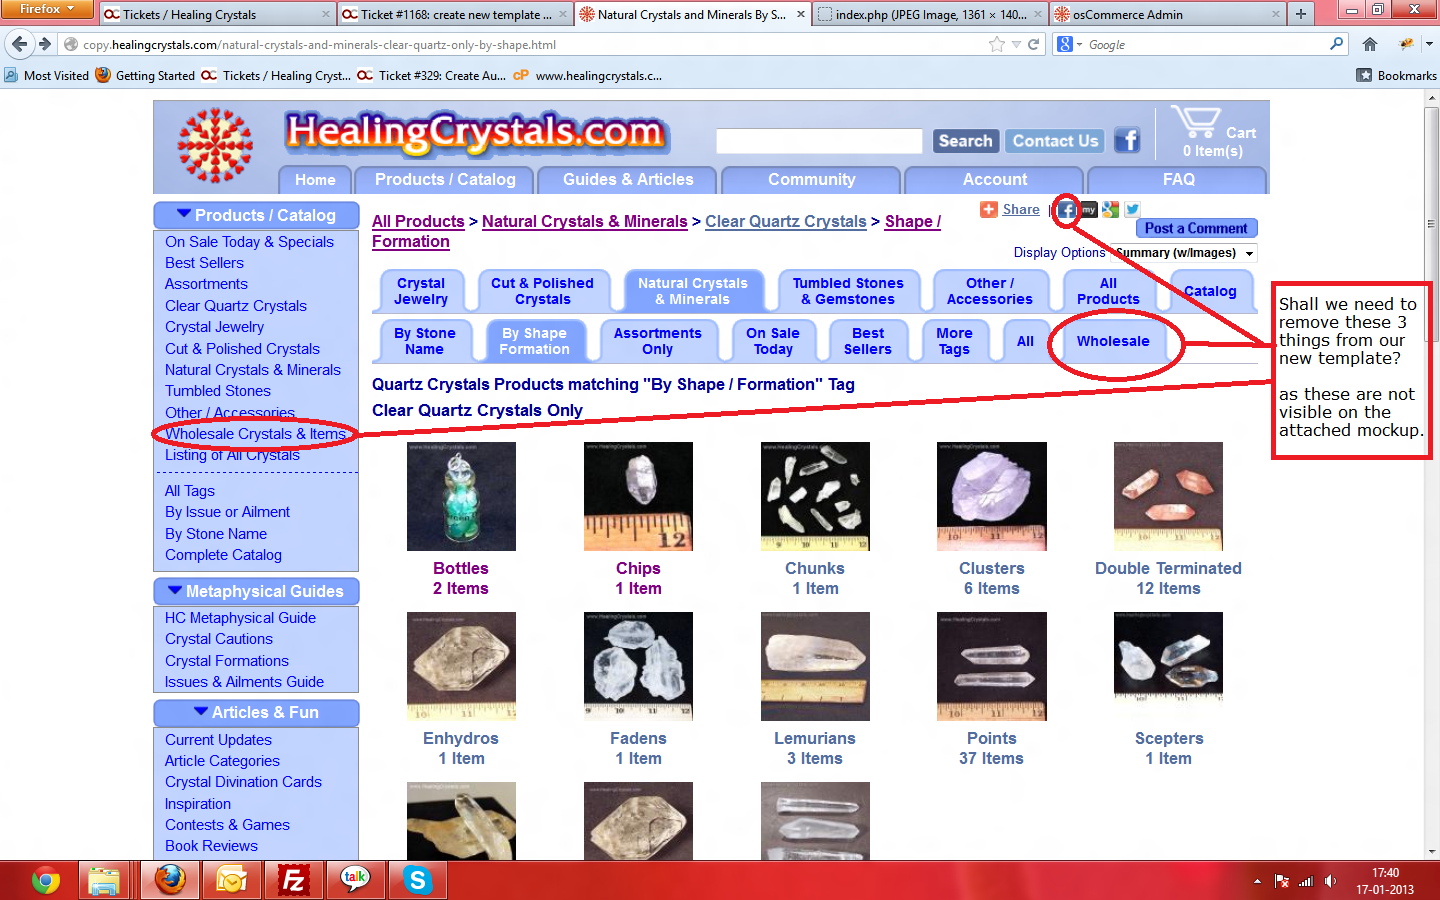 Firefox
Tickets / Healing Crystals
Ticket #1168: create new template ...
Natural Crystals and Minerals By S...
index.php (JPEG Image, 1361 × 140...
osCommerce Admin
copy.healingcrystals.com/natural-crystals-and-minerals-clear-quartz-only-by-shape.html
Google
Most Visited
Getting Started
Tickets / Healing Cryst...
Ticket #329: Create Au...
www.healingcrystals.c...
Bookmarks
HealingCrystals.com
Search
Contact Us
Cart
0 Item(s)
Home
Products / Catalog
Guides & Articles
Community
Account
FAQ
Products / Catalog
On Sale Today & Specials
Best Sellers
Assortments
Clear Quartz Crystals
Crystal Jewelry
Cut & Polished Crystals
Natural Crystals & Minerals
Tumbled Stones
Other / Accessories
Wholesale Crystals & Items
Listing of All Crystals
All Tags
By Issue or Ailment
By Stone Name
Complete Catalog
Metaphysical Guides
HC Metaphysical Guide
Crystal Cautions
Crystal Formations
Issues & Ailments Guide
Articles & Fun
Current Updates
Article Categories
Crystal Divination Cards
Inspiration
Contests & Games
Book Reviews
All Products > Natural Crystals & Minerals > Clear Quartz Crystals > Shape /
Formation
Share
my
Post a Comment
Display Options
Summary (w/Images)
Crystal
Jewelry
Cut & Polished
Crystals
Natural Crystals
& Minerals
Tumbled Stones
& Gemstones
Other /
Accessories
All
Products
Catalog
By Stone
Name
By Shape
Formation
Assortments
Only
On Sale
Today
Best
Sellers
More
Tags
All
Wholesale
Quartz Crystals Products matching "By Shape / Formation" Tag
Clear Quartz Crystals Only
Bottles
2 Items
Chips
1 Item
Chunks
1 Item
Clusters
6 Items
Double Terminated
12 Items
Enhydros
1 Item
Fadens
1 Item
Lemurians
3 Items
Points
37 Items
Scepters
1 Item
Shall we need to
remove these 3
things from our
new template?
as these are not
visible on the
attached mockup.
talk
17:40
17-01-2013